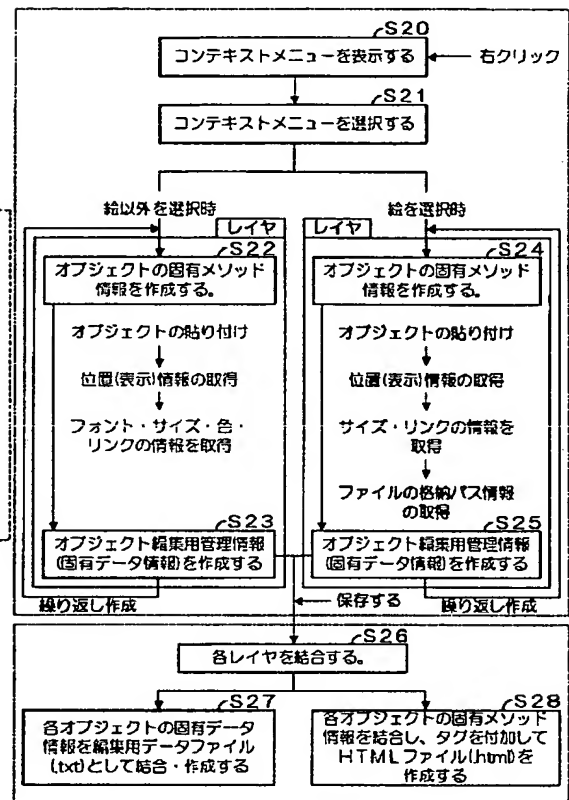 S20
コンテキストメニューを表示する
右クリック
S21
コンテキストメニューを選択する
絵以外を選択時
レイヤ
S22
オブジェクトの固有メソッド
情報を作成する。
オブジェクトの貼り付け
位置(表示)情報の取得
フォント・サイズ・色・
リンクの情報を取得
S23
オブジェクト編集用管理情報
(固有データ情報)を作成する
繰り返し作成
絵を選択時
レイヤ
S24
オブジェクトの固有メソッド
情報を作成する。
オブジェクトの貼り付け
位置(表示)情報の取得
サイズ・リンクの情報を
取得
ファイルの格納パス情報
の取得
S25
オブジェクト編集用管理情報
(固有データ情報)を作成する
繰り返し作成
保存する
S26
各レイヤを結合する。
S27
各オブジェクトの固有データ
情報を編集用データファイル
(.txt)として結合・作成する
S28
各オブジェクトの固有メソッド
情報を結合し、タグを付加して
HTMLファイル(.html)を
作成する